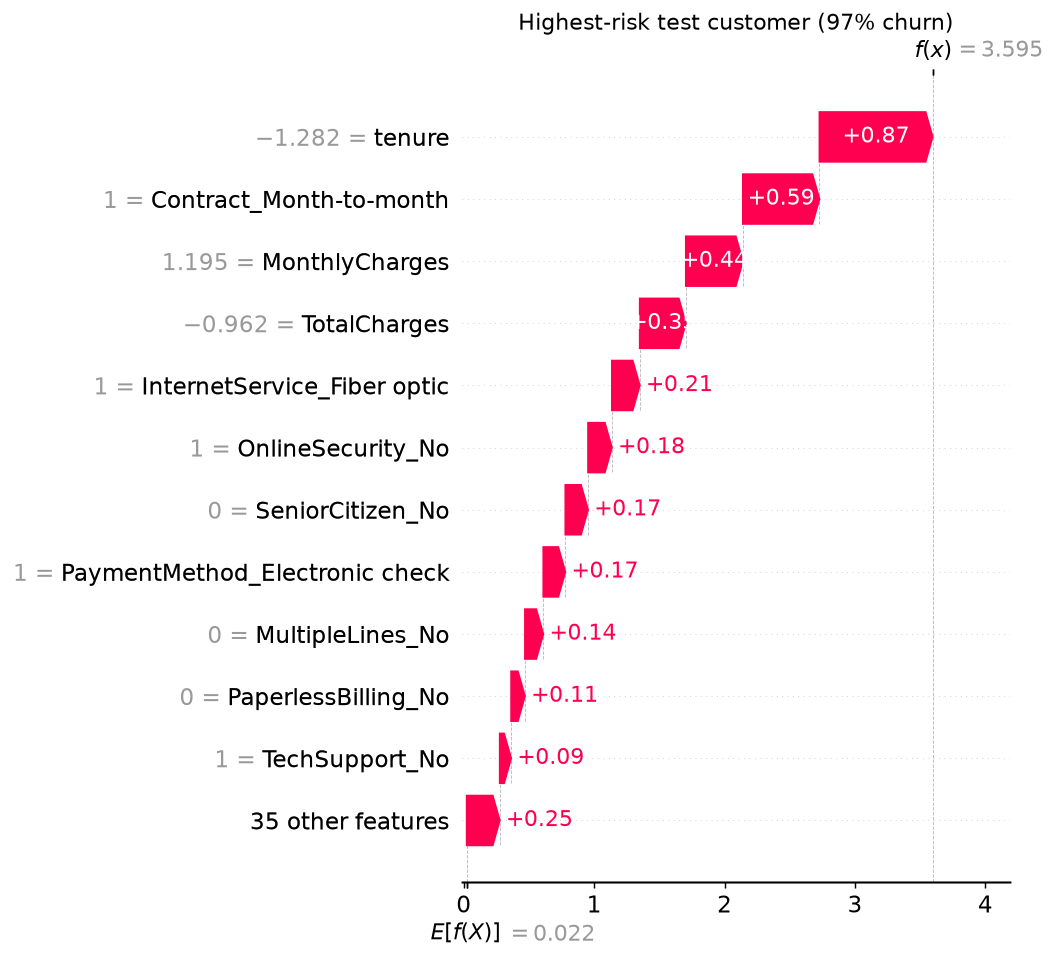 Highest-risk test customer (97% churn)
f(x) = 3.595
−1.282 = tenure
+0.87
1 = Contract_Month-to-month
+0.59
1.195 = MonthlyCharges
+0.44
−0.962 = TotalCharges
1 = InternetService_Fiber optic
+0.21
1 = OnlineSecurity_No
+0.18
0 = SeniorCitizen_No
+0.17
1 = PaymentMethod_Electronic check
+0.17
0 = MultipleLines_No
+0.14
0 = PaperlessBilling_No
+0.11
1 = TechSupport_No
+0.09
35 other features
+0.25
0 1 2 3 4
E[f(X)] = 0.022